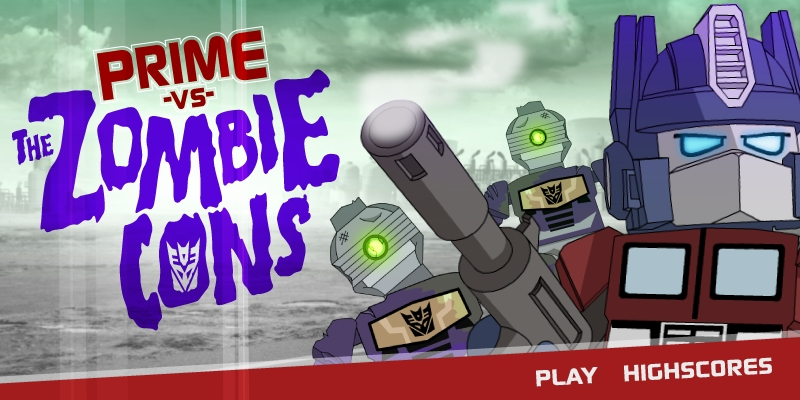 PRIME
-VS-
THE
ZOMBIE
CONS
PLAY HIGHSCORES